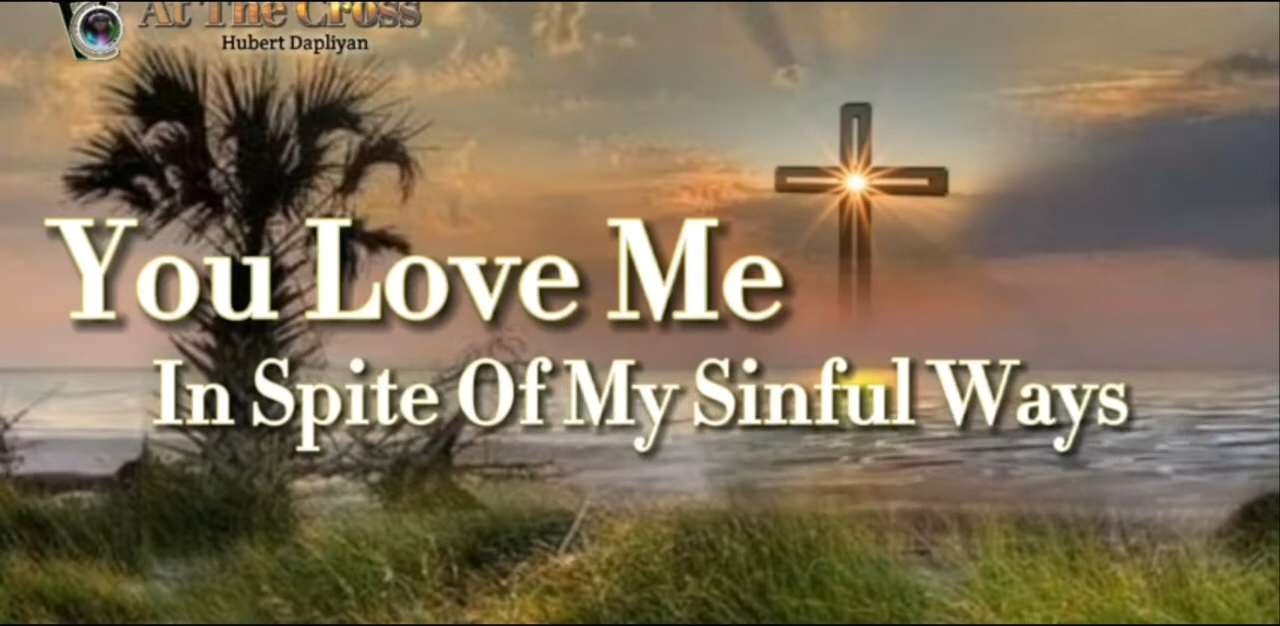 At The Cross
Hubert Dapliyan
You Love Me
In Spite Of My Sinful Ways